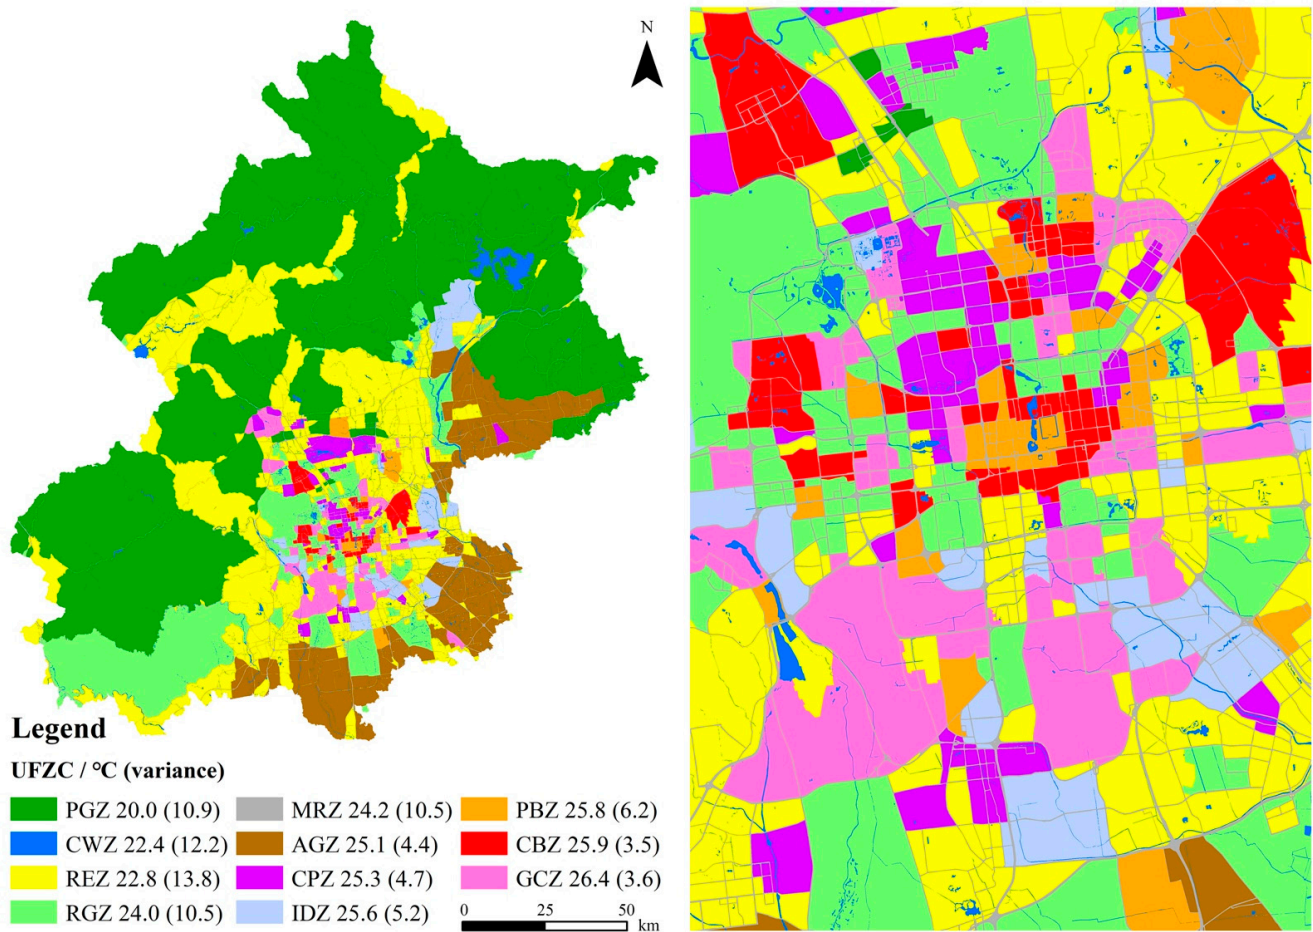 N
Legend
UFZC / °C (variance)
PGZ 20.0 (10.9)
MRZ 24.2 (10.5)
PBZ 25.8 (6.2)
CWZ 22.4 (12.2)
AGZ 25.1 (4.4)
CBZ 25.9 (3.5)
REZ 22.8 (13.8)
CPZ 25.3 (4.7)
GCZ 26.4 (3.6)
RGZ 24.0 (10.5)
IDZ 25.6 (5.2)
0 25 50
km